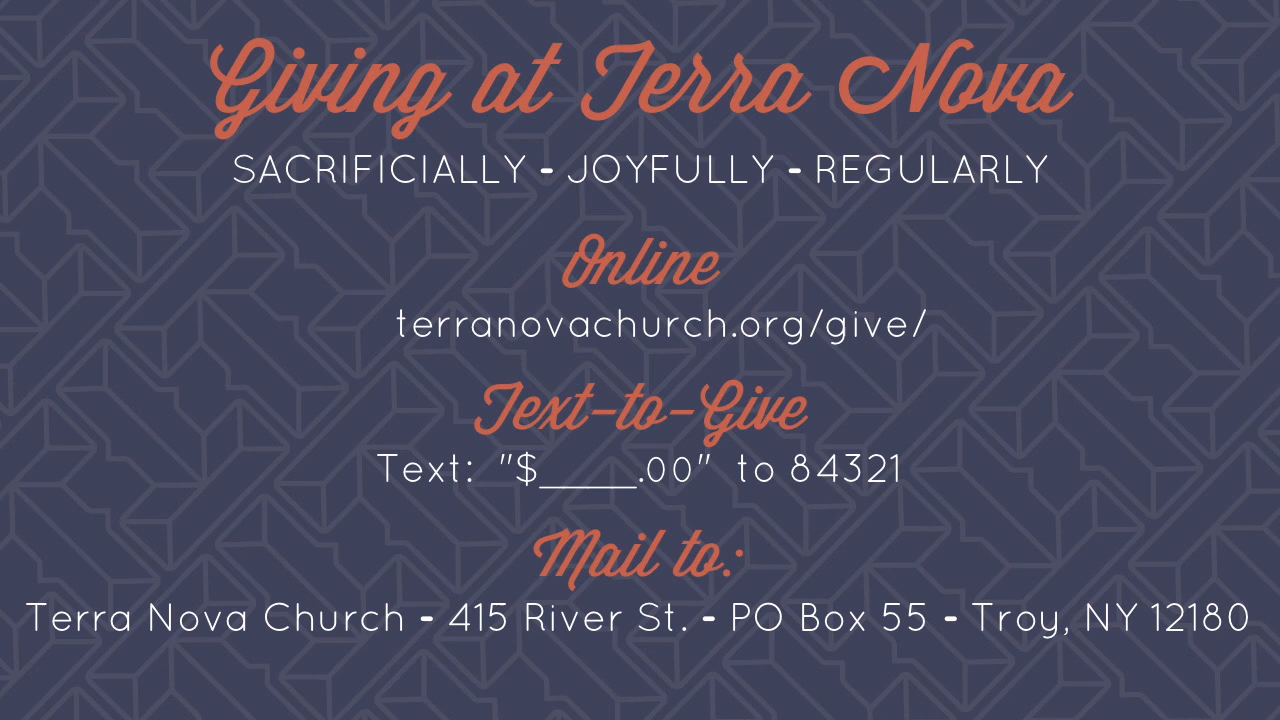 Giving at Terra Nova
SACRIFICIALLY - JOYFULLY - REGULARLY
Online
terranovachurch.org/give/
Text-to-Give
Text: "$_____.00" to 84321
Mail to:
Terra Nova Church - 415 River St. - PO Box 55 - Troy, NY 12180